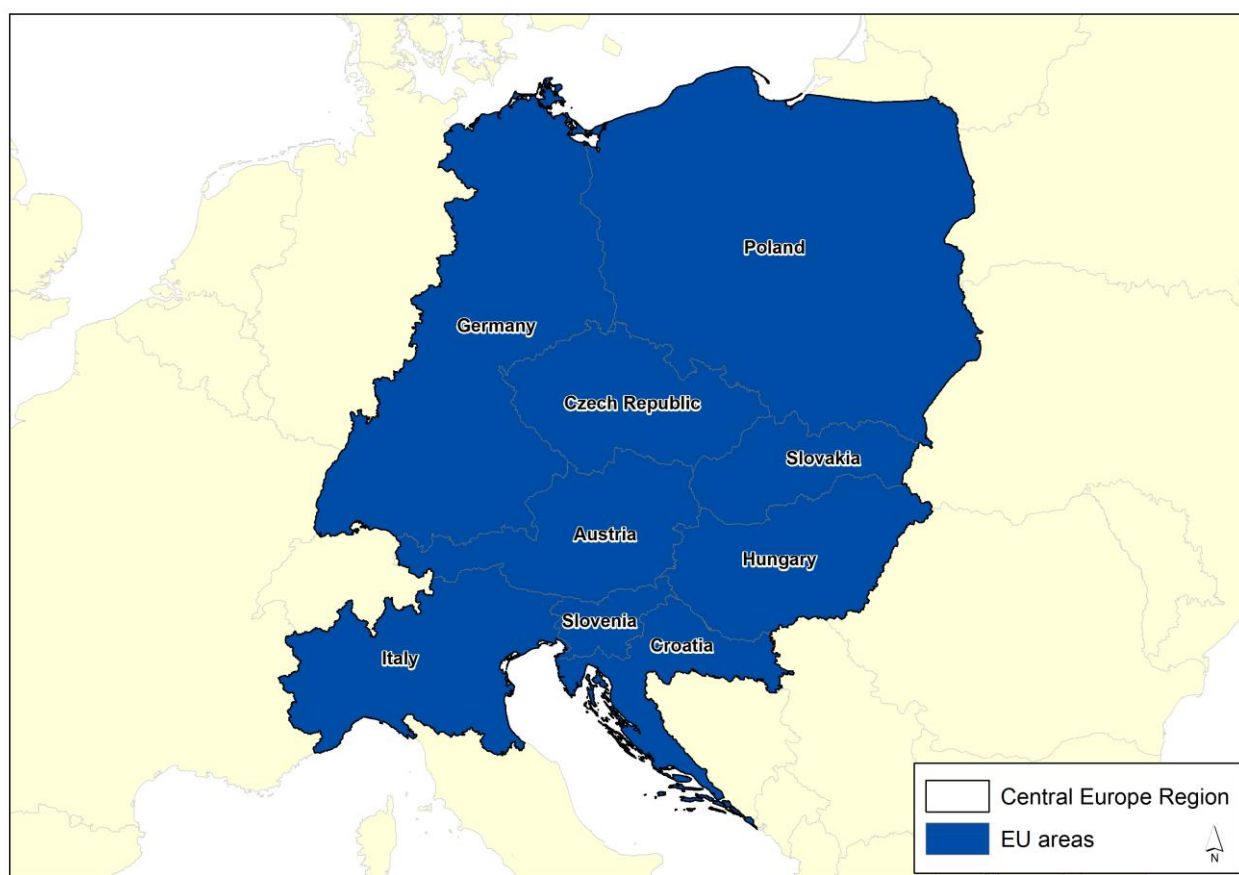 Poland
Germany
Czech Republic
Slovakia
Austria
Hungary
Slovenia
Croatia
Italy
Central Europe Region
EU areas
N